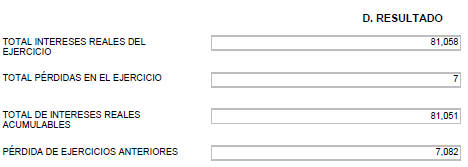 D. RESULTADO
TOTAL INTERESES REALES DEL
EJERCICIO
81,058
TOTAL PÉRDIDAS EN EL EJERCICIO
7
TOTAL DE INTERESES REALES
ACUMULABLES
81,051
PÉRDIDA DE EJERCICIOS ANTERIORES
7,082